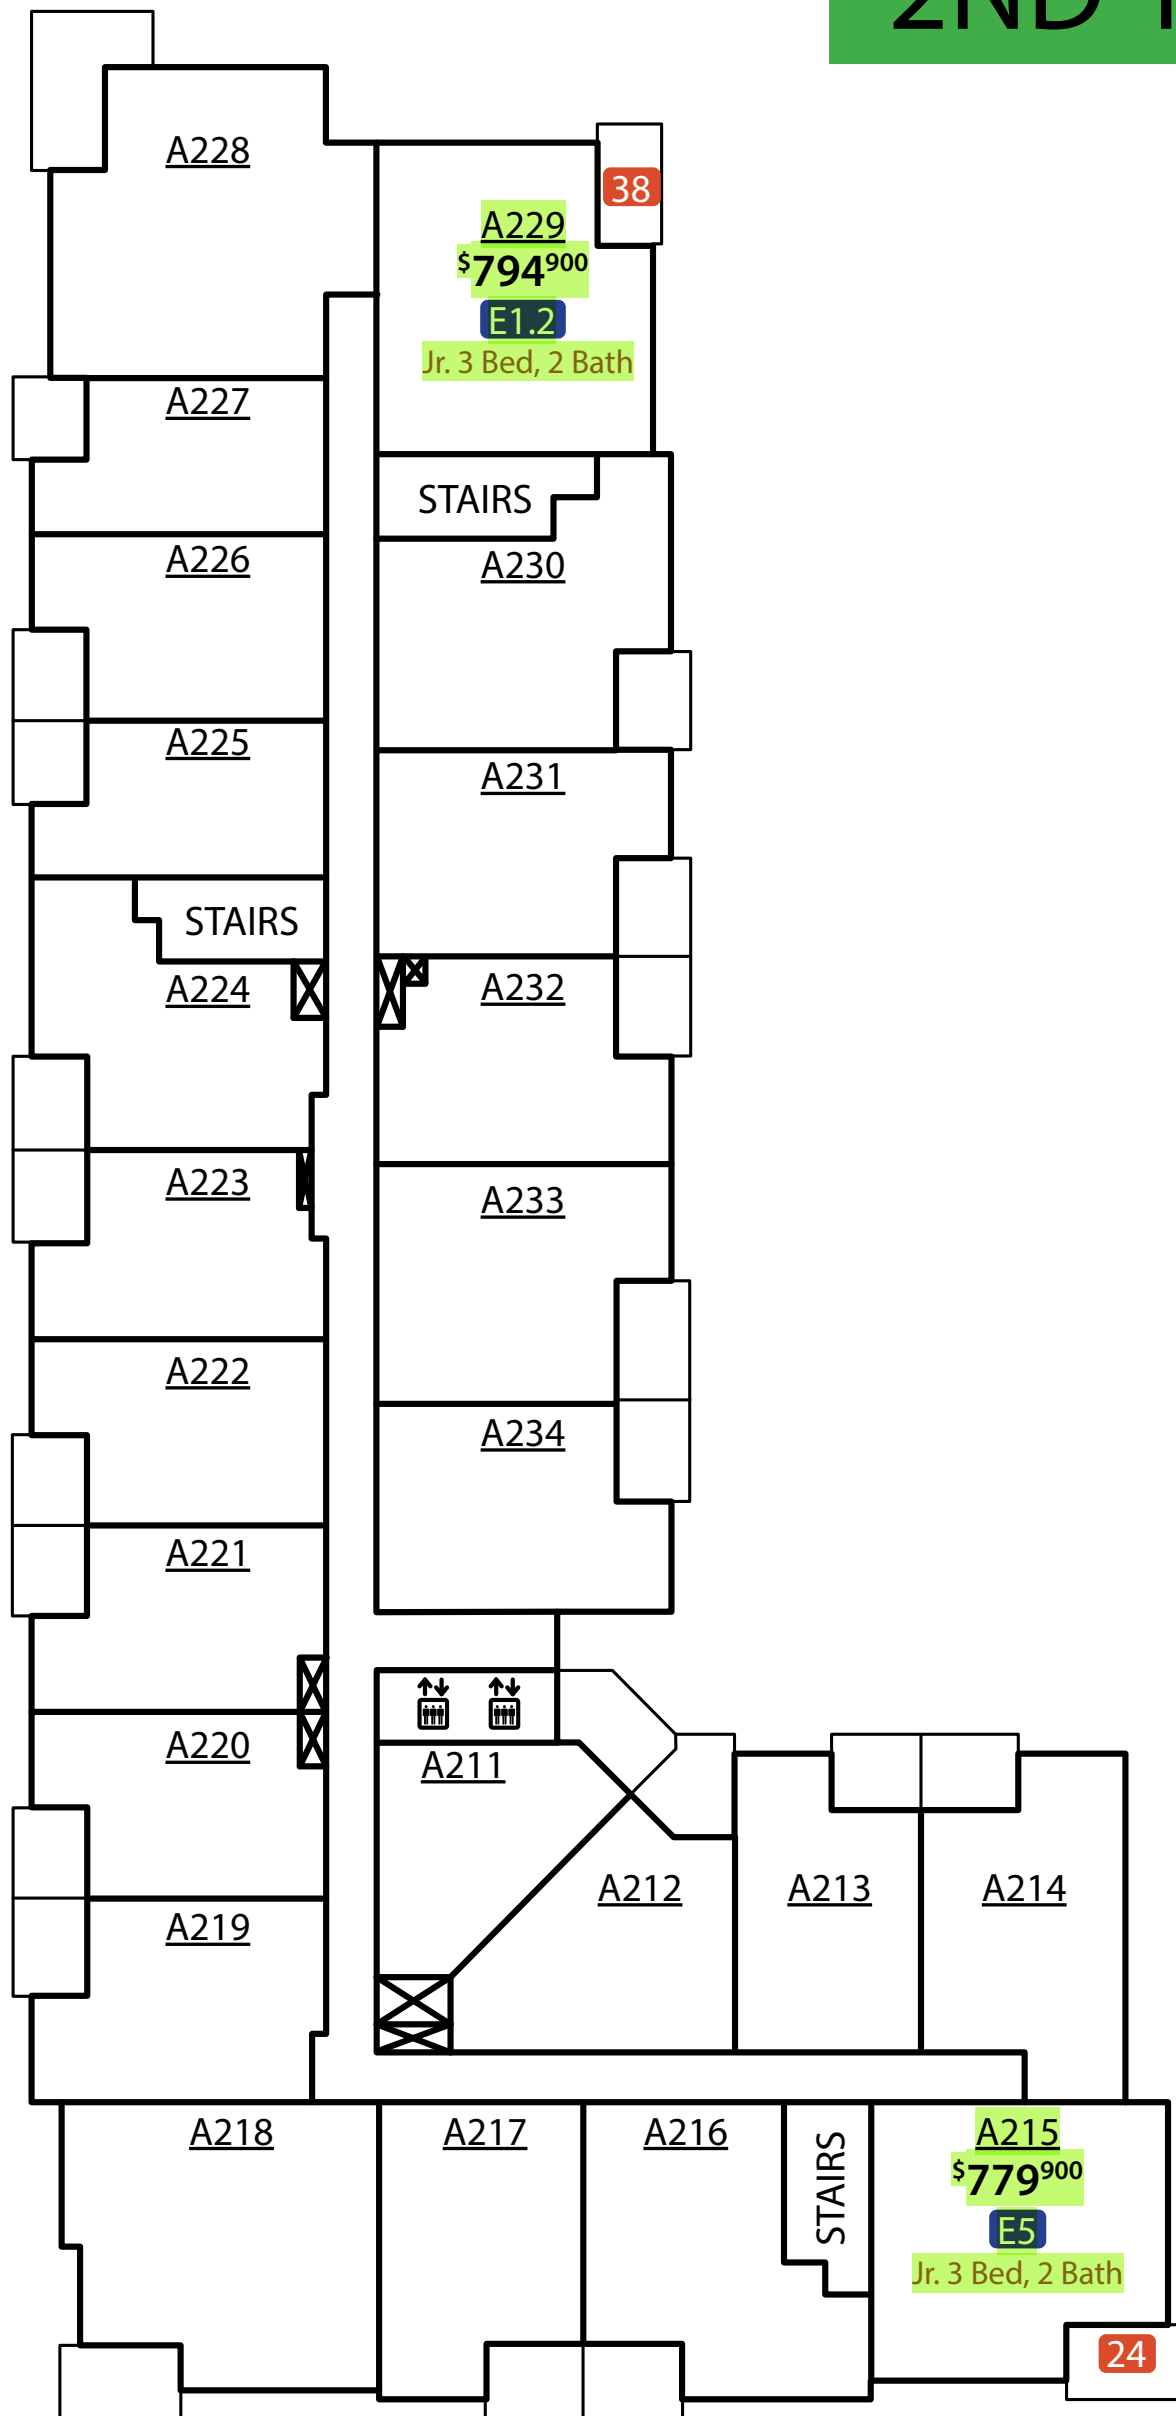 2ND
A228
38
A229
$794900
E1.2
Jr. 3 Bed, 2 Bath
A227
STAIRS
A226
A230
A225
A231
STAIRS
A224
A232
A223
A233
A222
A234
A221
A220
A211
A212
A213
A214
A219
A218
A217
A216
STAIRS
A215
$779900
E5
Jr. 3 Bed, 2 Bath
24